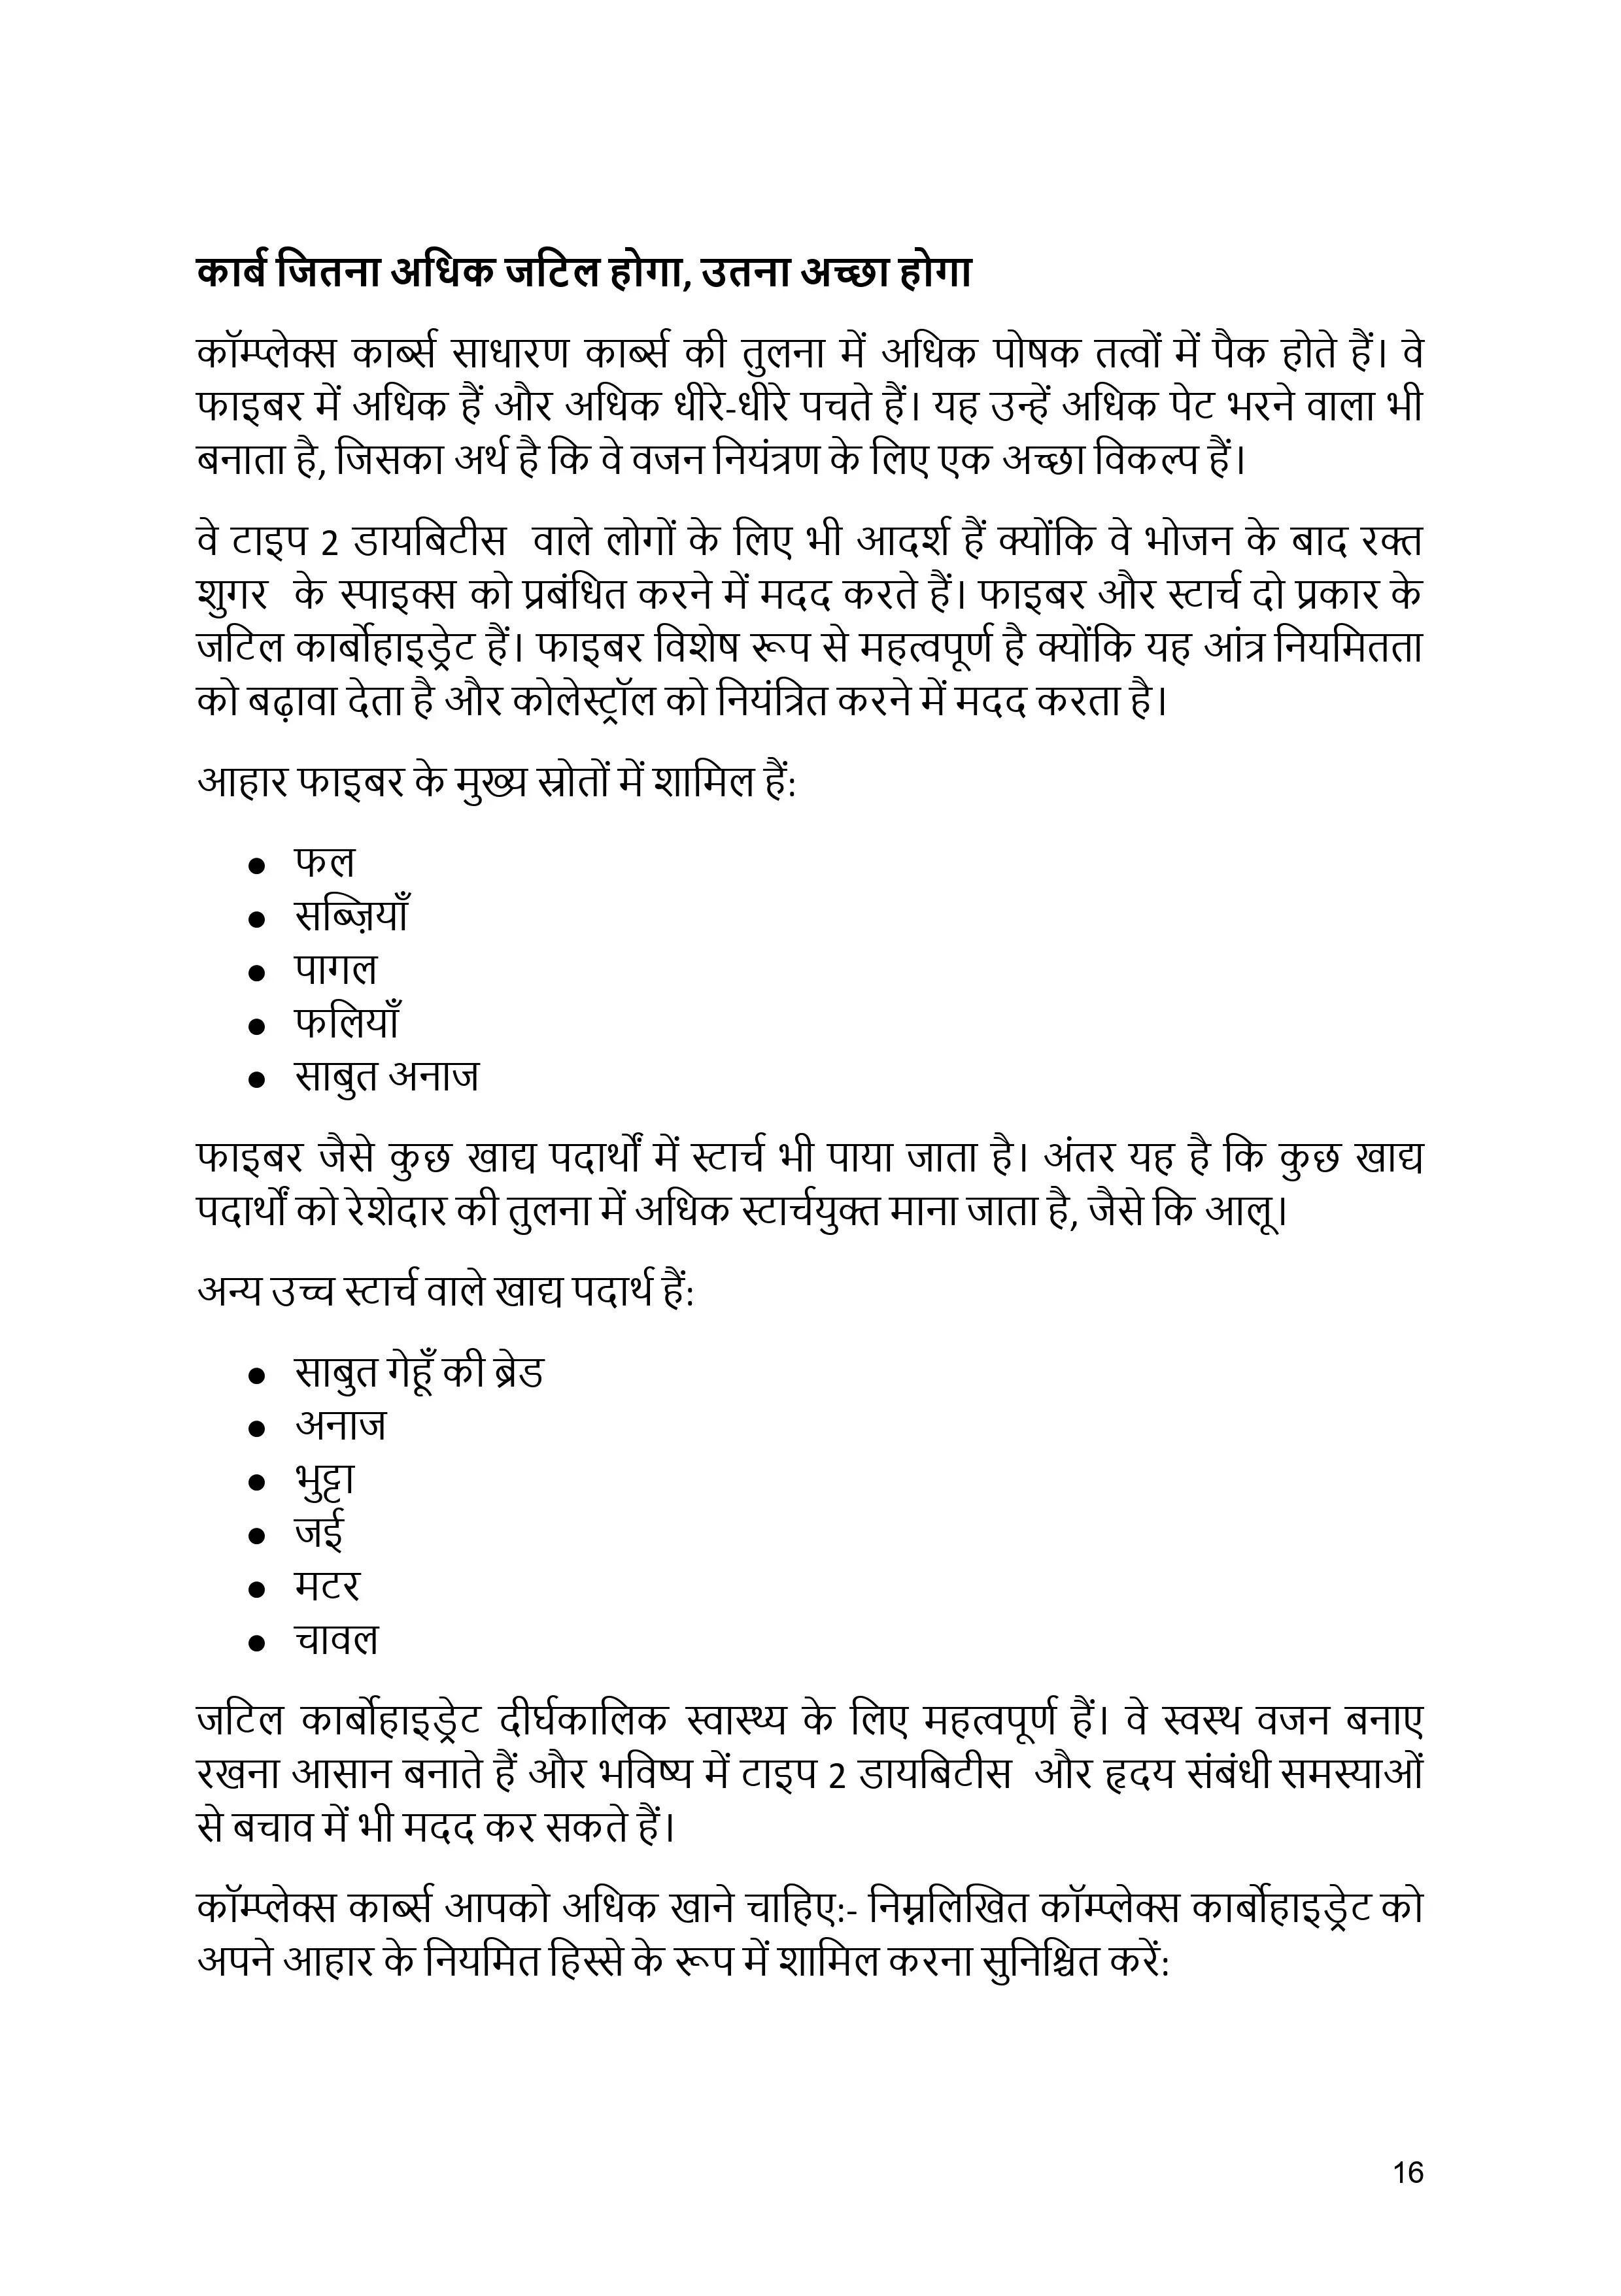 कार्ब जितना अधिक जटिल होगा, उतना अच्छा होगा
कॉम्प्लेक्स कार्ब्स साधारण कार्ब्स की तुलना में अधिक पोषक तत्वों में पैक होते हैं। वे
फाइबर में अधिक हैं और अधिक धीरे-धीरे पचते हैं। यह उन्हें अधिक पेट भरने वाला भी
बनाता है, जिसका अर्थ है कि वे वजन नियंत्रण के लिए एक अच्छा विकल्प हैं।
वे टाइप 2 डायबिटीस वाले लोगों के लिए भी आदर्श हैं क्योंकि वे भोजन के बाद रक्त
शुगर के स्पाइक्स को प्रबंधित करने में मदद करते हैं। फाइबर और स्टार्च दो प्रकार के
जटिल कार्बोहाइड्रेट हैं। फाइबर विशेष रूप से महत्वपूर्ण है क्योंकि यह आंत्र नियमितता
को बढ़ावा देता है और कोलेस्ट्रॉल को नियंत्रित करने में मदद करता है।
आहार फाइबर के मुख्य स्रोतों में शामिल हैं:
● फल
● सब्ज़ियाँ
● पागल
● फलियाँ
● साबुत अनाज
फाइबर जैसे कुछ खाद्य पदार्थों में स्टार्च भी पाया जाता है। अंतर यह है कि कुछ खाद्य
पदार्थों को रेशेदार की तुलना में अधिक स्टार्चयुक्त माना जाता है, जैसे कि आलू।
अन्य उच्च स्टार्च वाले खाद्य पदार्थ हैं:
● साबुत गेहूँ की ब्रेड
● अनाज
● भुट्टा
● जई
● मटर
● चावल
जटिल कार्बोहाइड्रेट दीर्घकालिक स्वास्थ्य के लिए महत्वपूर्ण हैं। वे स्वस्थ वजन बनाए
रखना आसान बनाते हैं और भविष्य में टाइप 2 डायबिटीस और हृदय संबंधी समस्याओं
से बचाव में भी मदद कर सकते हैं।
कॉम्प्लेक्स कार्ब्स आपको अधिक खाने चाहिए:- निम्नलिखित कॉम्प्लेक्स कार्बोहाइड्रेट को
अपने आहार के नियमित हिस्से के रूप में शामिल करना सुनिश्चित करें:
16